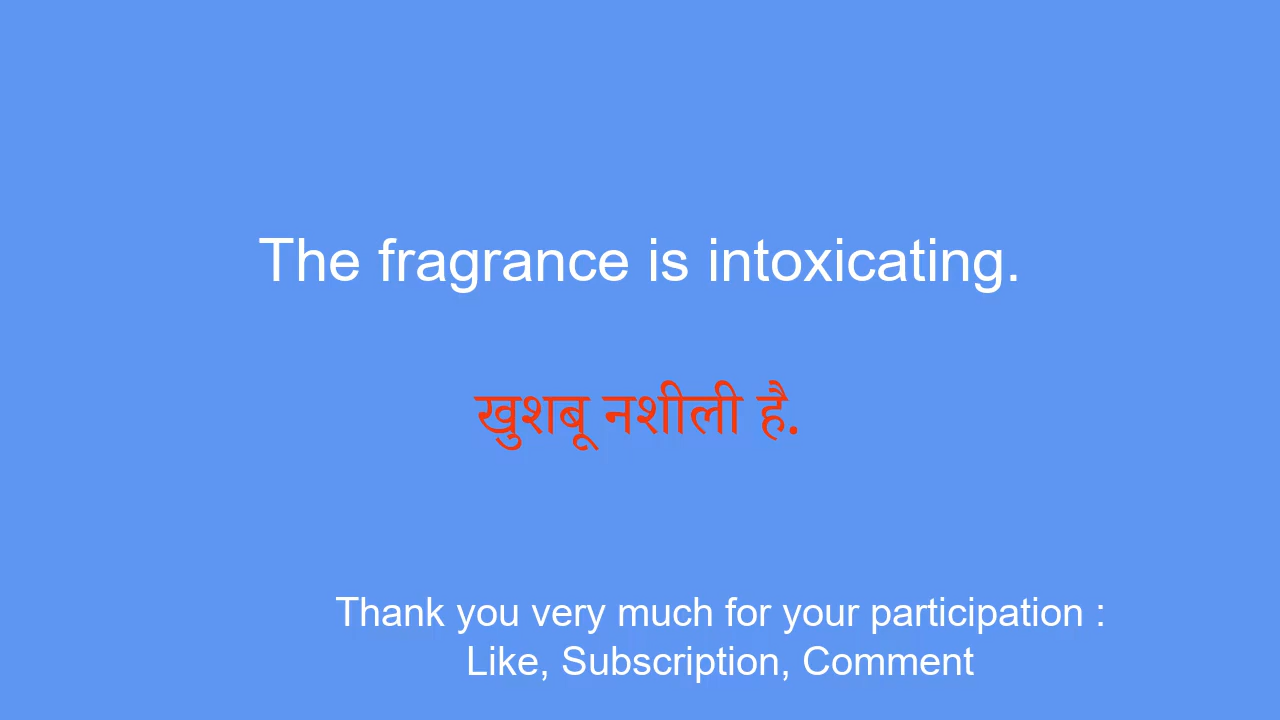 The fragrance is intoxicating.
खुशबू नशीली है.
Thank you very much for your participation :
Like, Subscription, Comment